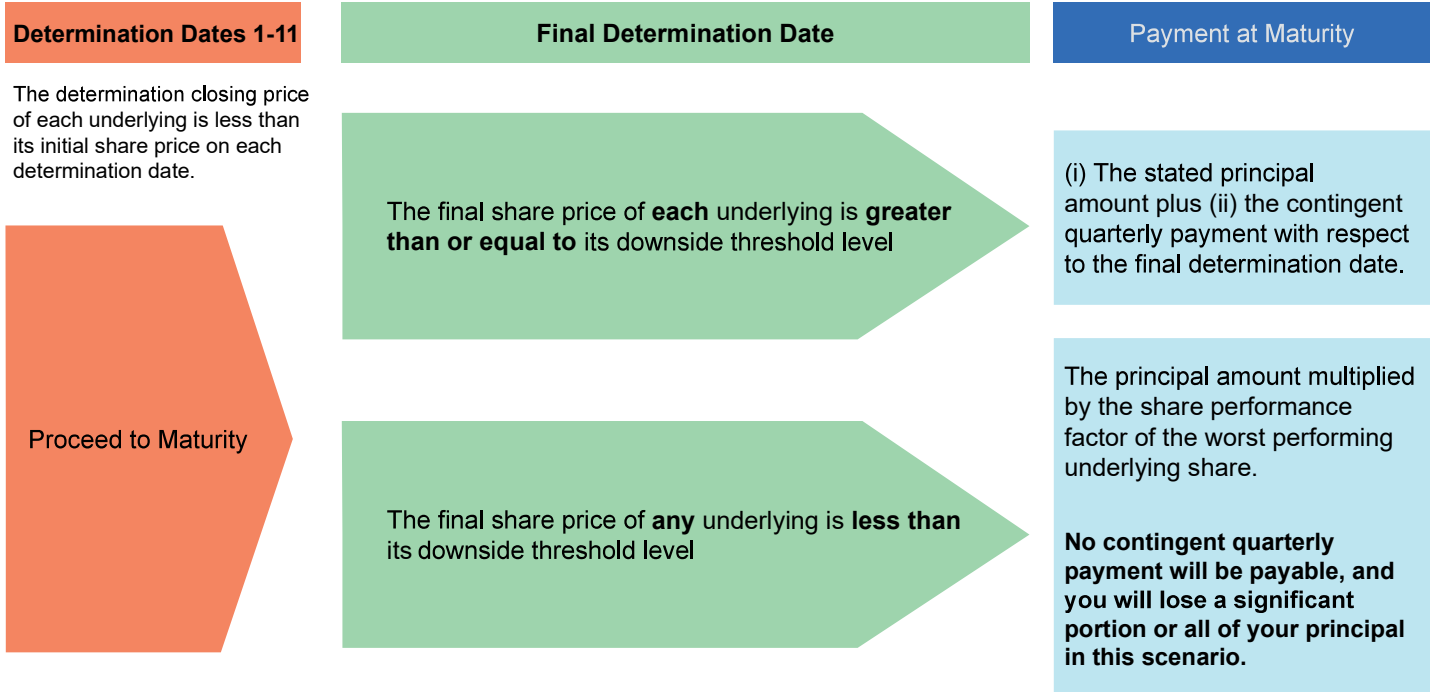 Determination Dates 1-11
The determination closing price
of each underlying is less than
its initial share price on each
determination date.
Proceed to Maturity
Final Determination Date
The final share price of each underlying is greater
than or equal to its downside threshold level
The final share price of any underlying is less than
its downside threshold level
Payment at Maturity
(i) The stated principal
amount plus (ii) the contingent
quarterly payment with respect
to the final determination date.
The principal amount multiplied
by the share performance
factor of the worst performing
underlying share.
No contingent quarterly
payment will be payable, and
you will lose a significant
portion or all of your principal
in this scenario.